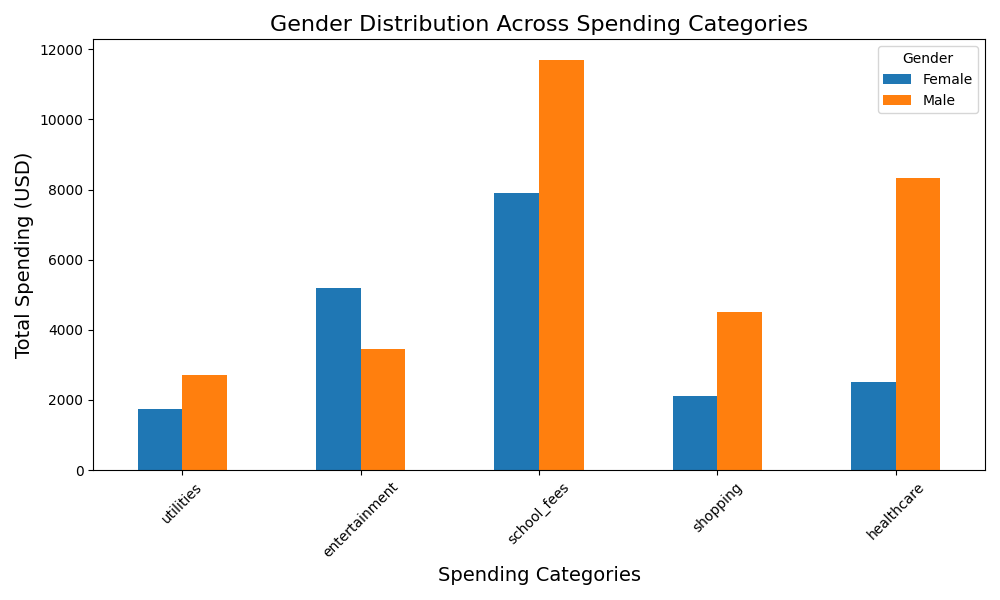 Gender Distribution Across Spending Categories
Total Spending (USD)
12000
10000
8000
6000
4000
2000
0
Gender
Female
Male
utilities
entertainment
school_fees
shopping
healthcare
Spending Categories